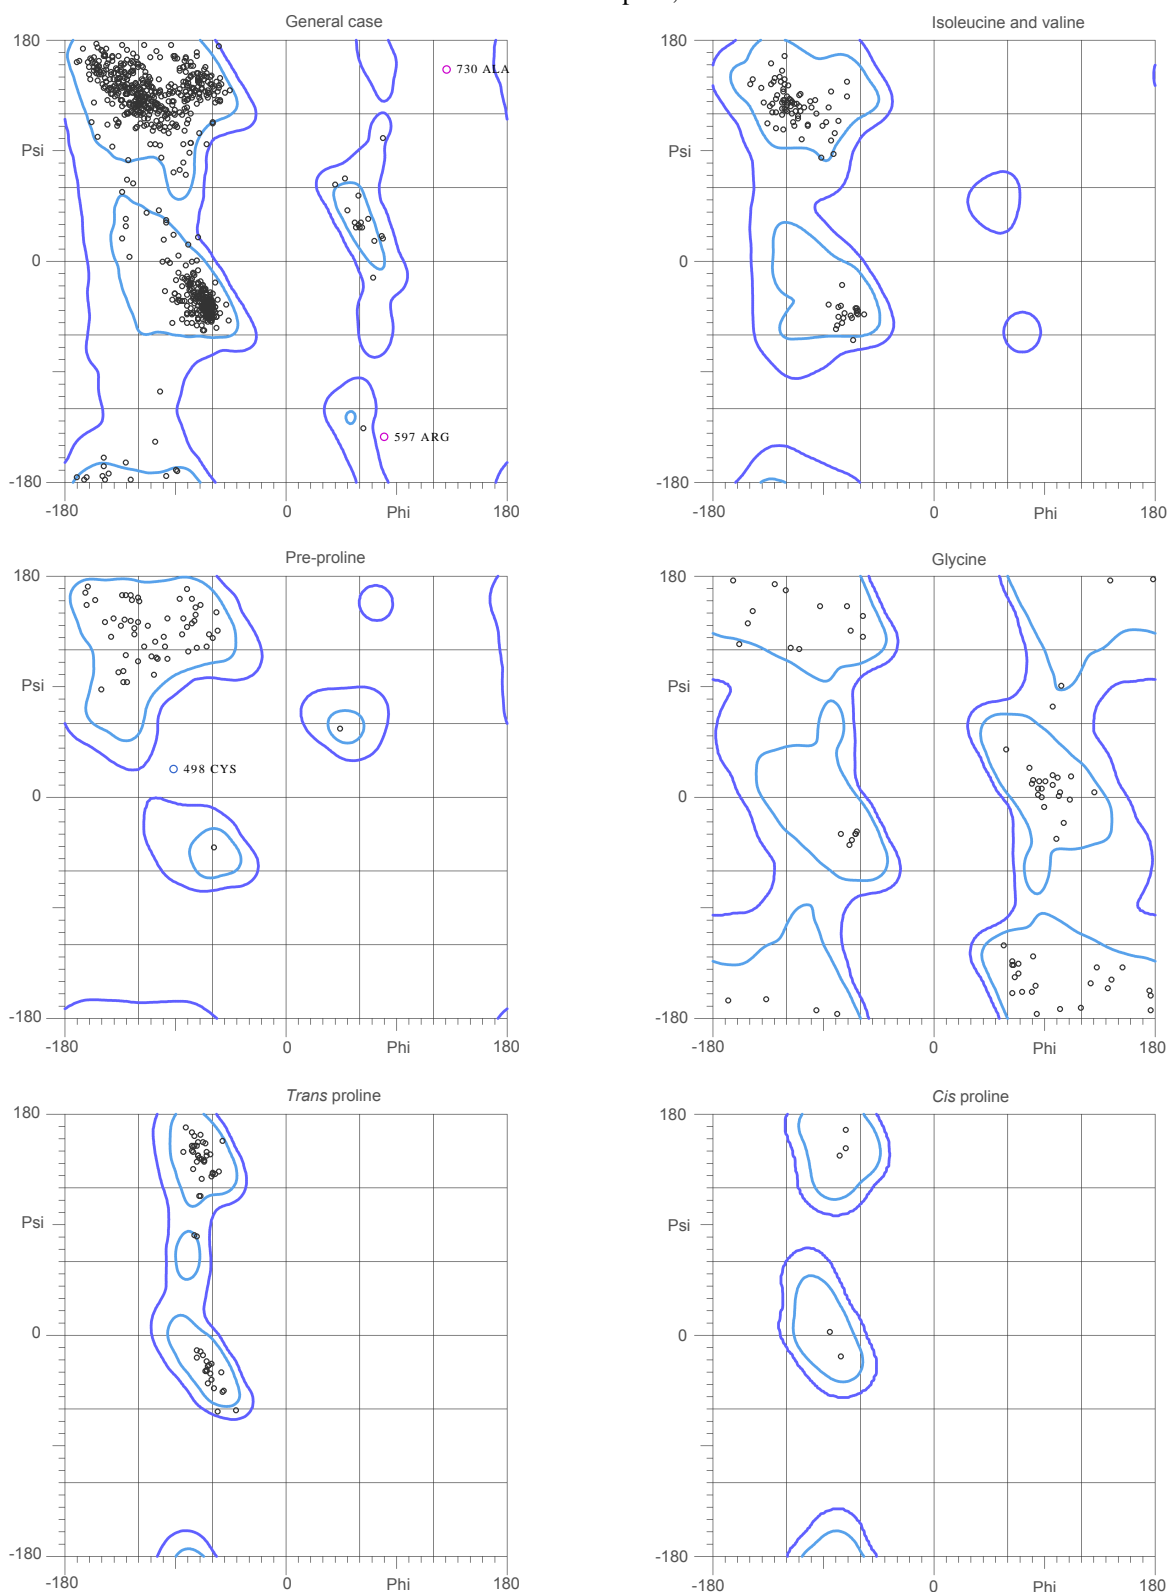 General case
180
730 ALA
Psi
0
597 ARG
-180
-180
0
Phi
180
Isoleucine and valine
180
Psi
0
-180
-180
0
Phi
180
Pre-proline
180
Psi
498 CYS
0
-180
-180
0
Phi
180
Glycine
180
Psi
0
-180
-180
0
Phi
180
Trans proline
180
Psi
0
-180
-180
0
Phi
180
Cis proline
180
Psi
0
-180
-180
0
Phi
180